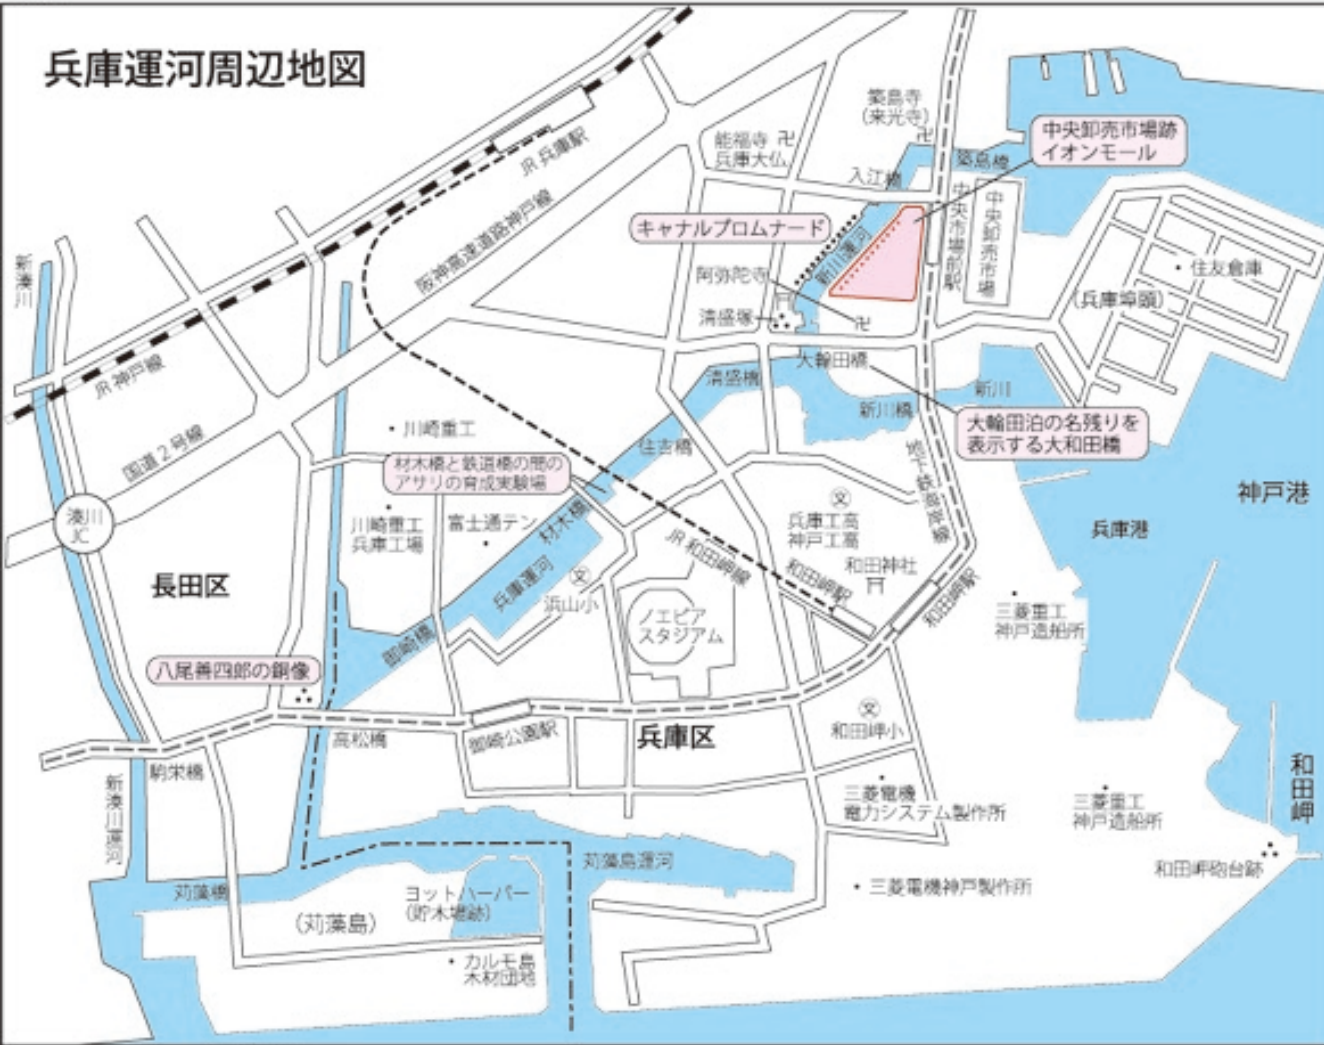 兵庫運河周辺地図
JR 兵庫駅
阪神高速道路神戸線
能福寺
兵庫大仏
築島寺
(来光寺)
築島橋
入江橋
中央卸売市場跡
イオンモール
中央市場前駅
中央卸売市場
キャナルプロムナード
新川運河
阿弥陀寺
清盛塚
住友倉庫
(兵庫埠頭)
新湊川
JR 神戸線
国道2号線
湊川
JC
長田区
川崎重工
材木橋と鉄道橋の間の
アサリの育成実験場
川崎重工
兵庫工場
富士通テン
材木橋
兵庫運河
浜山小
住吉橋
清盛橋
大輪田橋
新川橋
新川
大輪田泊の名残りを
表示する大和田橋
神戸港
兵庫港
兵庫工高
神戸工高
和田神社
JR 和田岬線
和田岬駅
和田岬駅
ノエビア
スタジアム
三菱重工
神戸造船所
御崎橋
八尾善四郎の銅像
高松橋
御崎公園駅
兵庫区
和田岬小
駒栄橋
新湊川運河
三菱電機
電力システム製作所
三菱重工
神戸造船所
和田岬
和田岬砲台跡
三菱電機神戸製作所
苅藻橋
(苅藻島)
ヨットハーバー
(貯木場跡)
苅藻島運河
カルモ島
木材団地